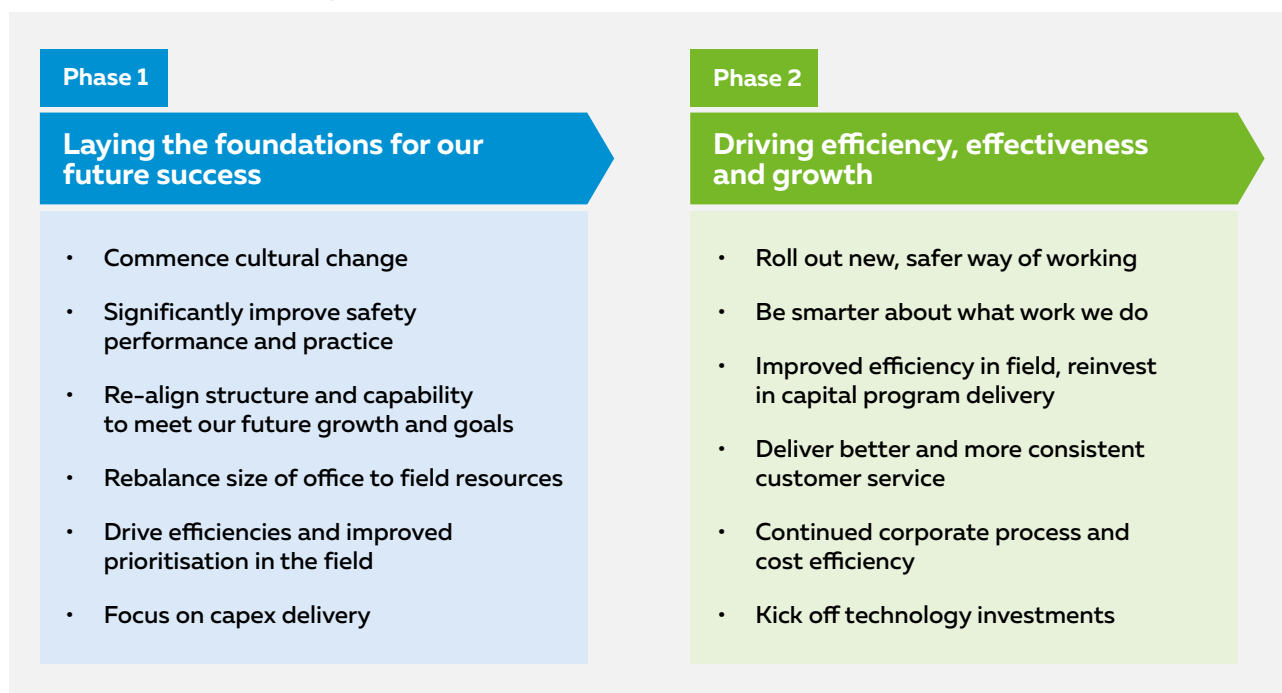 Phase 1
Laying the foundations for our
future success
• Commence cultural change
• Significantly improve safety
performance and practice
• Re-align structure and capability
to meet our future growth and goals
• Rebalance size of office to field resources
• Drive efficiencies and improved
prioritisation in the field
• Focus on capex delivery
Phase 2
Driving efficiency, effectiveness
and growth
• Roll out new, safer way of working
• Be smarter about what work we do
• Improved efficiency in field, reinvest
in capital program delivery
• Deliver better and more consistent
customer service
• Continued corporate process and
cost efficiency
• Kick off technology investments